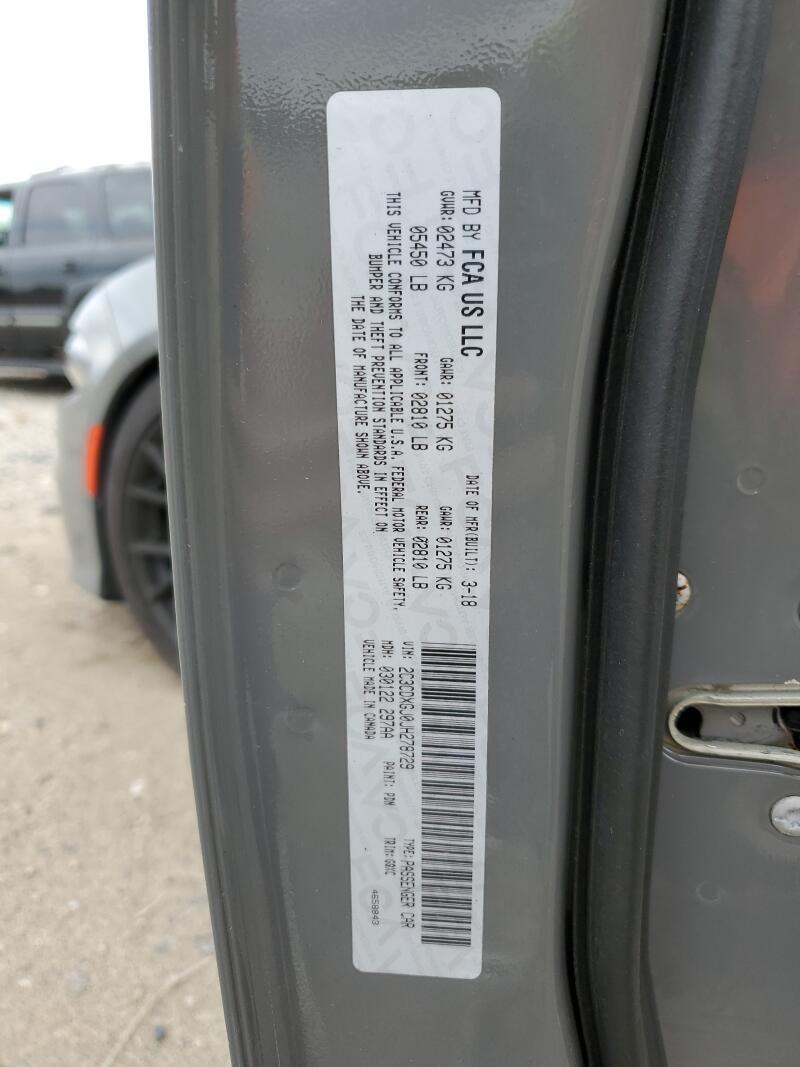 MFD BY FCA US LLC
DATE OF MFR(BUILT): 3-18
GVWR: 02473 KG GAWR: 01275 KG GAWR: 01275 KG
05450 LB FRONT: 02810 LB REAR: 02810 LB
THIS VEHICLE CONFORMS TO ALL APPLICABLE U.S.A. FEDERAL MOTOR VEHICLE SAFETY,
BUMPER AND THEFT PREVENTION STANDARDS IN EFFECT ON
THE DATE OF MANUFACTURE SHOWN ABOVE.
VIN: 2C3CDXGJ0JH278729 TYPE: PASSENGER CAR
MDH: 030122 297AA PAINT: PDN TRIM: GRXC
VEHICLE MADE IN CANADA
4658843